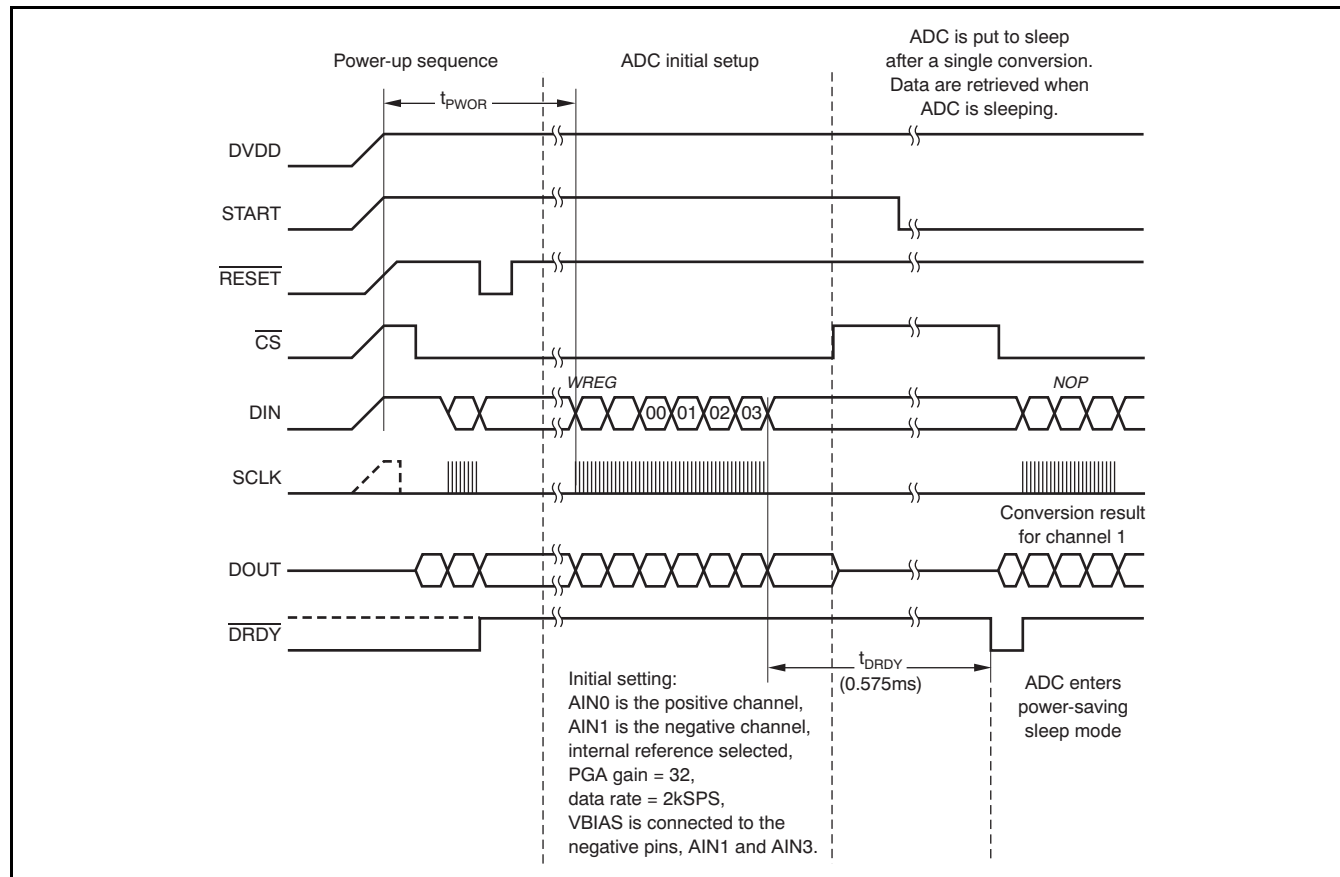 Power-up sequence
ADC initial setup
ADC is put to sleep
after a single conversion.
Data are retrieved when
ADC is sleeping.
tPWOR
DVDD
START
RESET
CS
WREG
NOP
DIN
00 01 02 03
SCLK
Conversion result
for channel 1
DOUT
DRDY
tDRDY
(0.575ms)
Initial setting:
AIN0 is the positive channel,
AIN1 is the negative channel,
internal reference selected,
PGA gain = 32,
data rate = 2kSPS,
VBIAS is connected to the
negative pins, AIN1 and AIN3.
ADC enters
power-saving
sleep mode